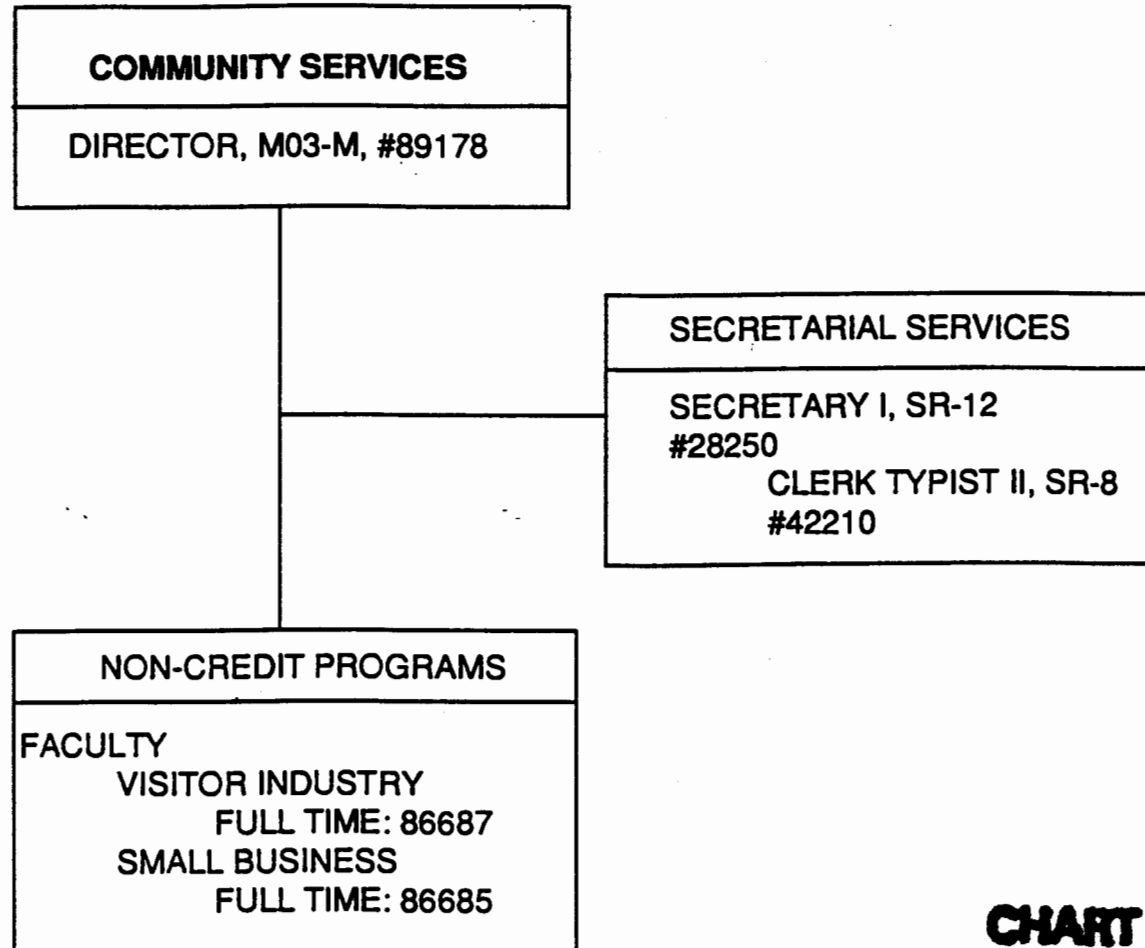 COMMUNITY SERVICES
DIRECTOR, M03-M, #89178
SECRETARIAL SERVICES
SECRETARY I, SR-12
#28250
CLERK TYPIST II, SR-8
#42210
NON-CREDIT PROGRAMS
FACULTY
VISITOR INDUSTRY
FULL TIME: 86687
SMALL BUSINESS
FULL TIME: 86685
CHART